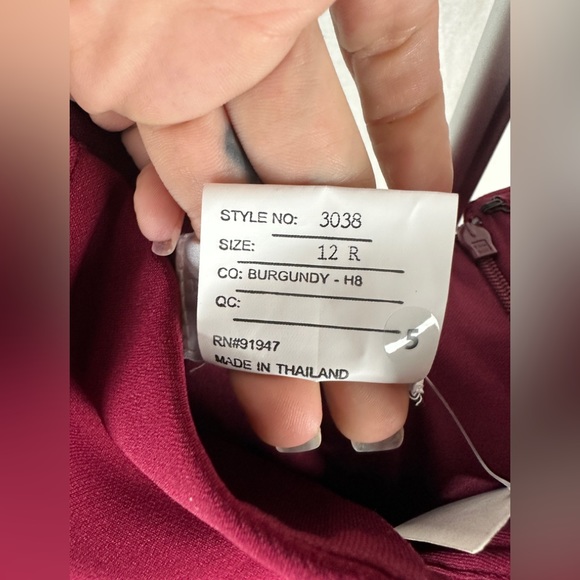 STYLE NO: 3038
SIZE: 12 R
CO: BURGUNDY - H8
QC:
5
RN#91947
MADE IN THAILAND